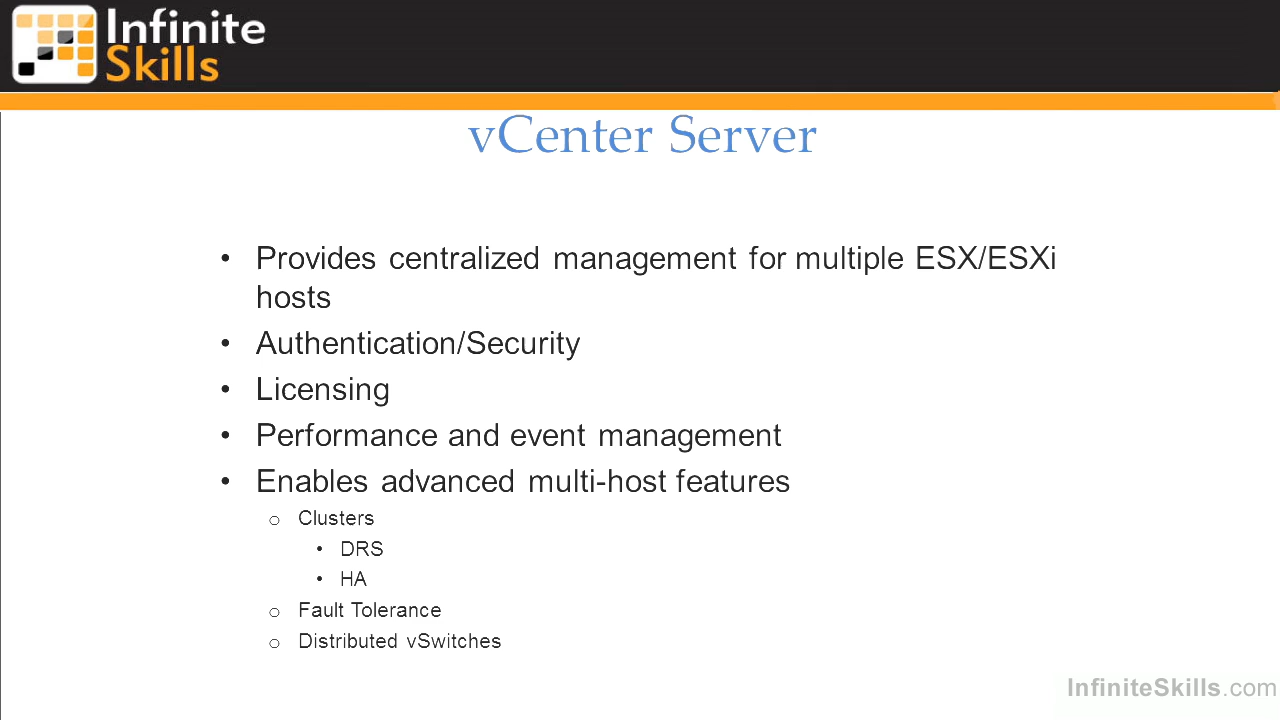 Infinite
Skills
vCenter Server
• Provides centralized management for multiple ESX/ESXi
hosts
• Authentication/Security
• Licensing
• Performance and event management
• Enables advanced multi-host features
o Clusters
• DRS
• HA
o Fault Tolerance
o Distributed vSwitches
InfiniteSkills.com